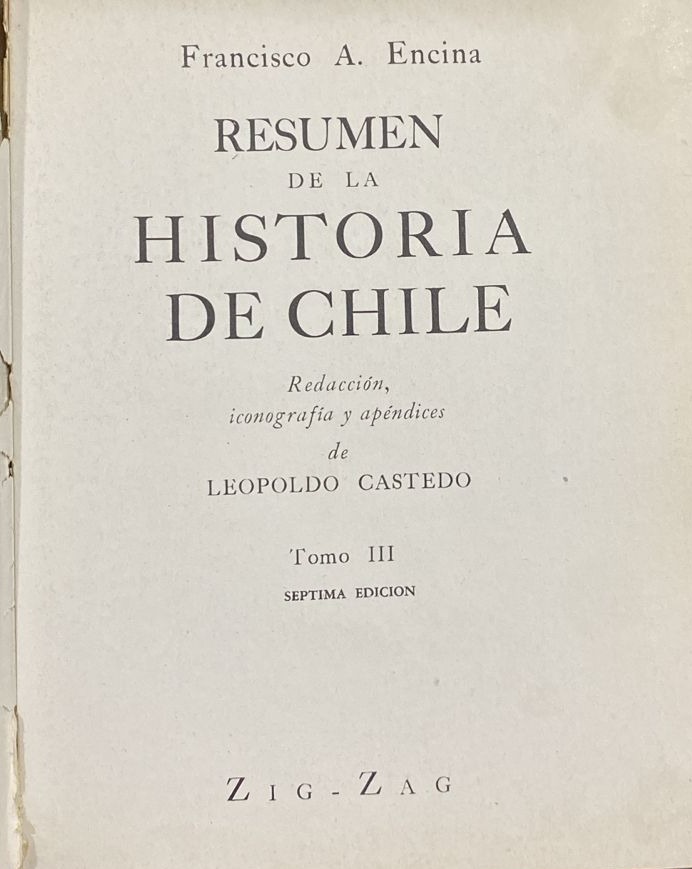 Francisco A. Encina
RESUMEN
DE LA
HISTORIA
DE CHILE
Redacción,
iconografía y apéndices
de
LEOPOLDO CASTEDO
Tomo III
SEPTIMA EDICION
ZIG-ZAG